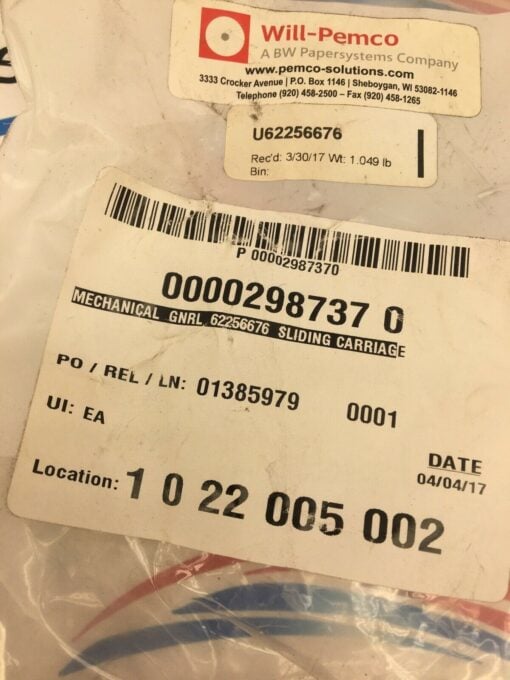 Will-Pemco
A BW Papersystems Company
www.pemco-solutions.com
3333 Crocker Avenue | P.O. Box 1146 | Sheboygan, WI 53082-1146
Telephone (920) 458-2500 – Fax (920) 458-1265
U62256676
Rec'd: 3/30/17 Wt: 1.049 lb
Bin:
P 00002987370
0000298737 0
MECHANICAL GNRL 62256676 SLIDING CARRIAGE
PO / REL / LN: 01385979 0001
UI: EA
DATE
04/04/17
Location: 1 0 22 005 002